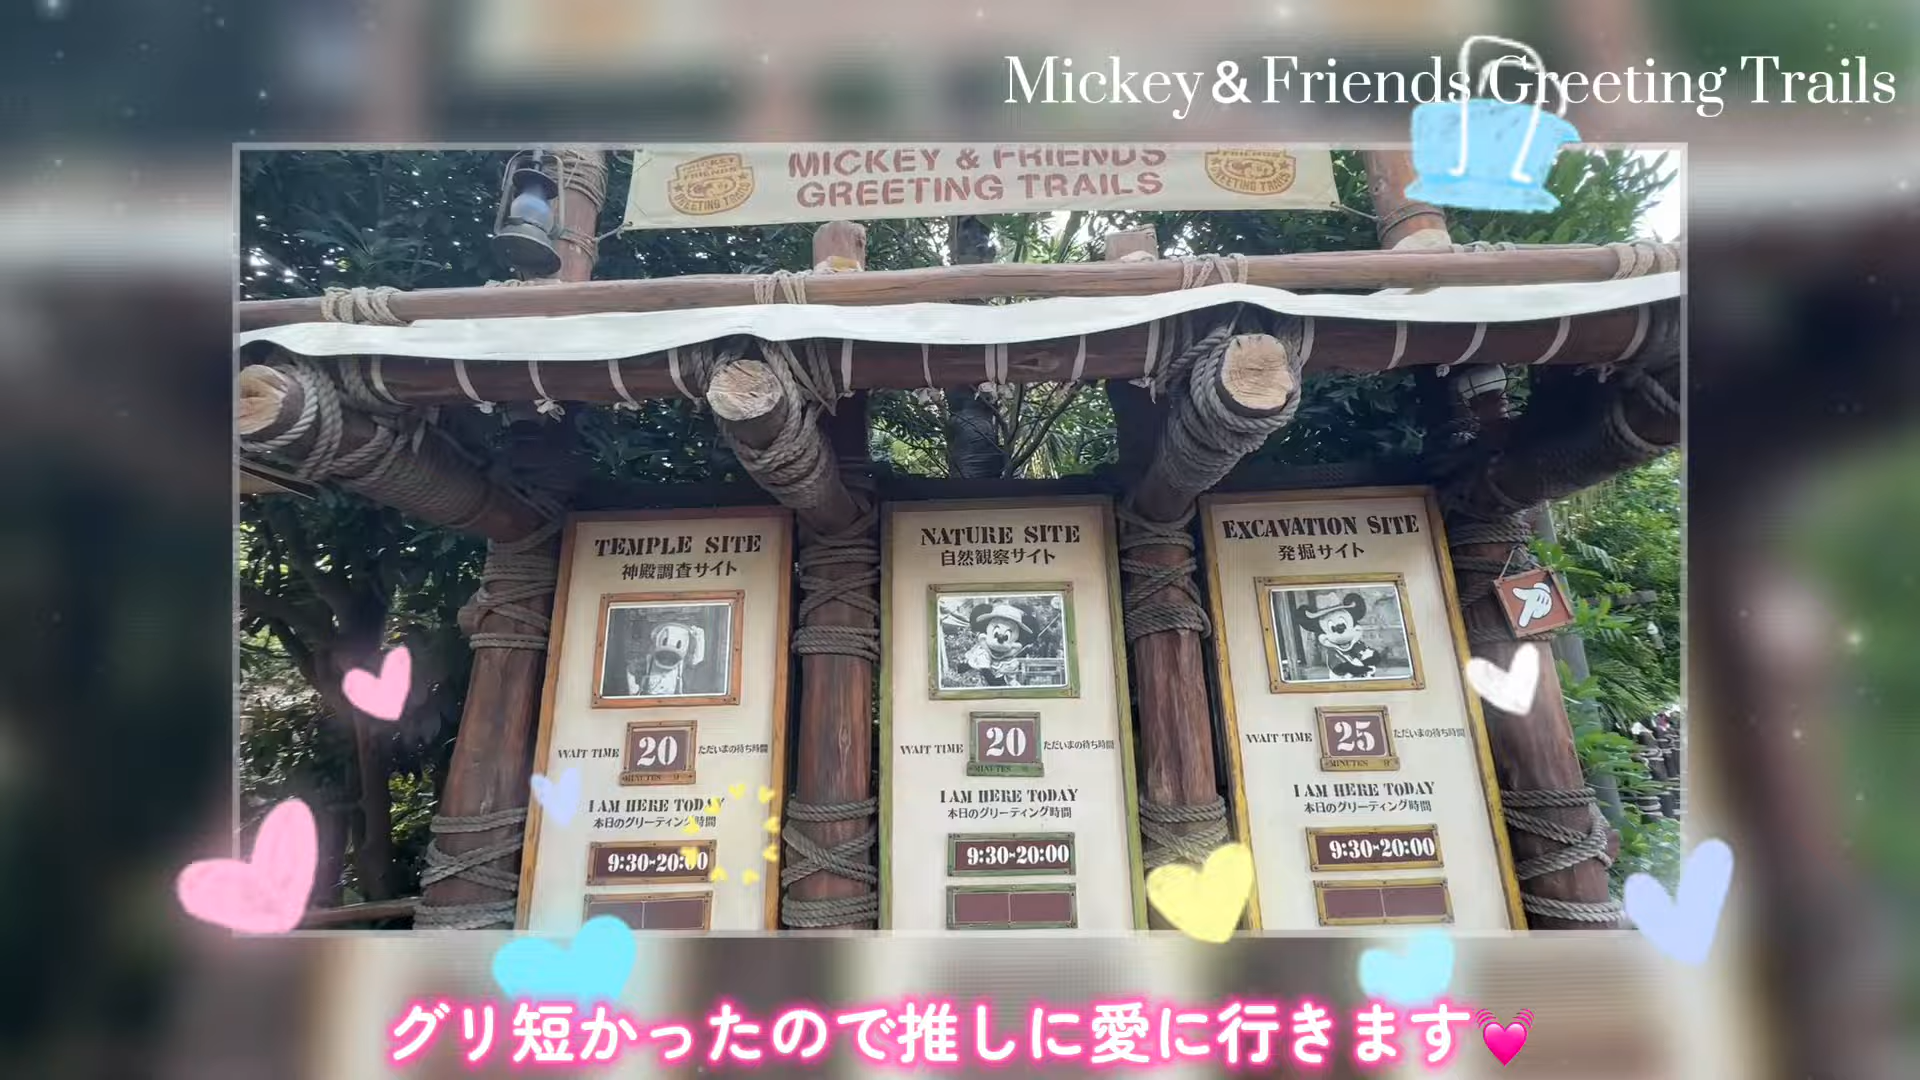 Mickey&Friends Greeting Trails
MICKEY & FRIENDS
GREETING TRAILS
TEMPLE SITE
神殿調査サイト
WAIT TIME 20 ただいまの待ち時間
MINUTES 分
I AM HERE TODAY
本日のグリーティング時間
9:30-20:00
NATURE SITE
自然観察サイト
WAIT TIME 20 ただいまの待ち時間
MINUTES 分
I AM HERE TODAY
本日のグリーティング時間
9:30-20:00
EXCAVATION SITE
発掘サイト
WAIT TIME 25 ただいまの待ち時間
MINUTES 分
I AM HERE TODAY
本日のグリーティング時間
9:30-20:00
グリ短かったので推しに愛に行きます💓